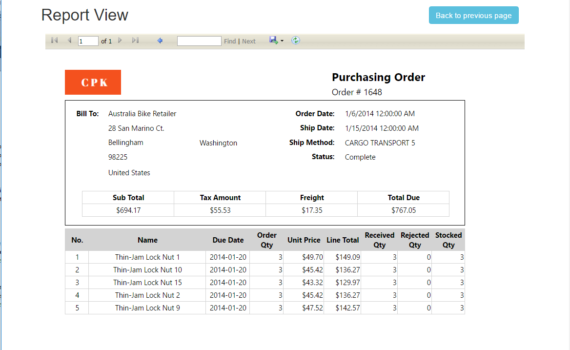 Report View
Back to previous page
1 of 1 Find | Next
CPK
Purchasing Order
Order # 1648
Bill To: Australia Bike Retailer Order Date: 1/6/2014 12:00:00 AM
28 San Marino Ct. Ship Date: 1/15/2014 12:00:00 AM
Bellingham Washington Ship Method: CARGO TRANSPORT 5
98225 Status: Complete
United States
Sub Total Tax Amount Freight Total Due
$694.17 $55.53 $17.35 $767.05
No. Name Due Date Order Qty Unit Price Line Total Received Qty Rejected Qty Stocked Qty
1 Thin-Jam Lock Nut 1 2014-01-20 3 $49.70 $149.09 3 0 3
2 Thin-Jam Lock Nut 10 2014-01-20 3 $45.42 $136.27 3 0 3
3 Thin-Jam Lock Nut 15 2014-01-20 3 $43.32 $129.97 3 0 3
4 Thin-Jam Lock Nut 2 2014-01-20 3 $45.42 $136.27 3 0 3
5 Thin-Jam Lock Nut 9 2014-01-20 3 $47.52 $142.57 3 0 3